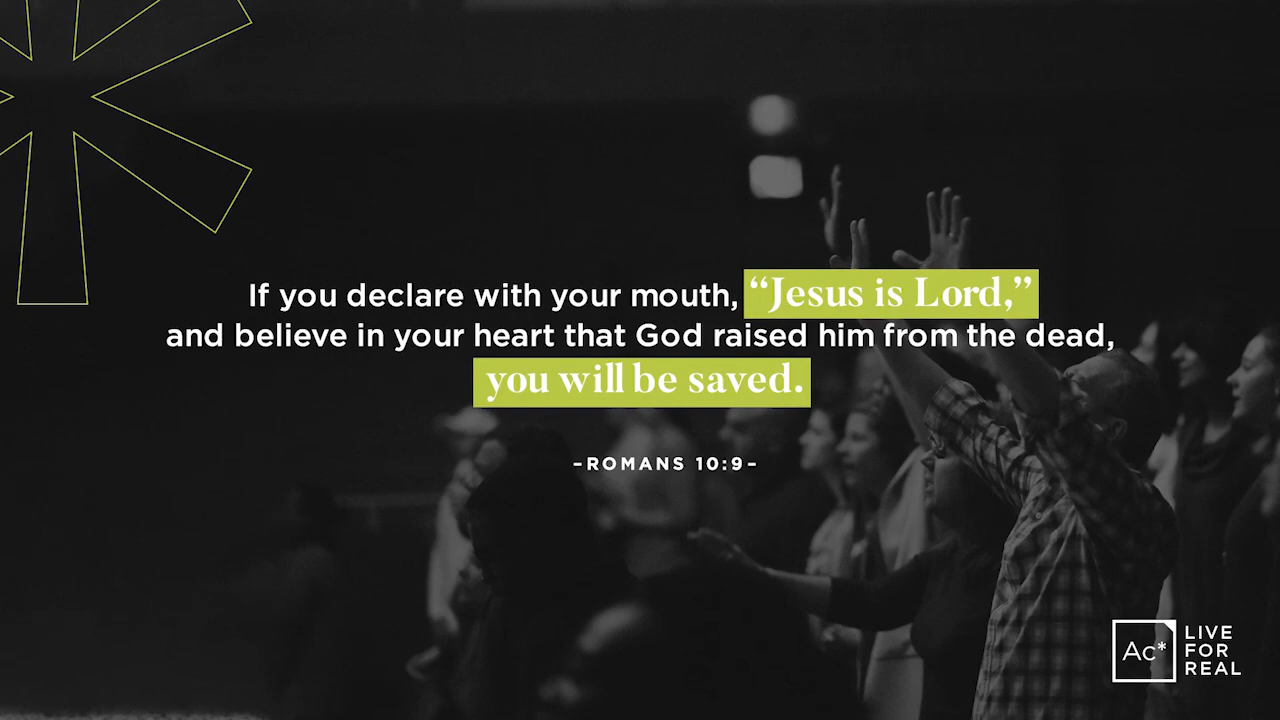 If you declare with your mouth, “Jesus is Lord,”
and believe in your heart that God raised him from the dead,
you will be saved.
–ROMANS 10:9–
Ac*
LIVE
FOR
REAL